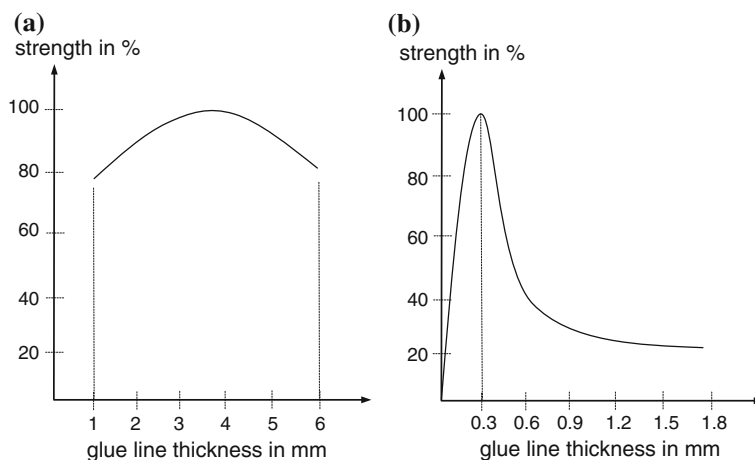 (a)
strength in %
100
80
60
40
20
1 2 3 4 5 6
glue line thickness in mm
(b)
strength in %
100
80
60
40
20
0.3 0.6 0.9 1.2 1.5 1.8
glue line thickness in mm